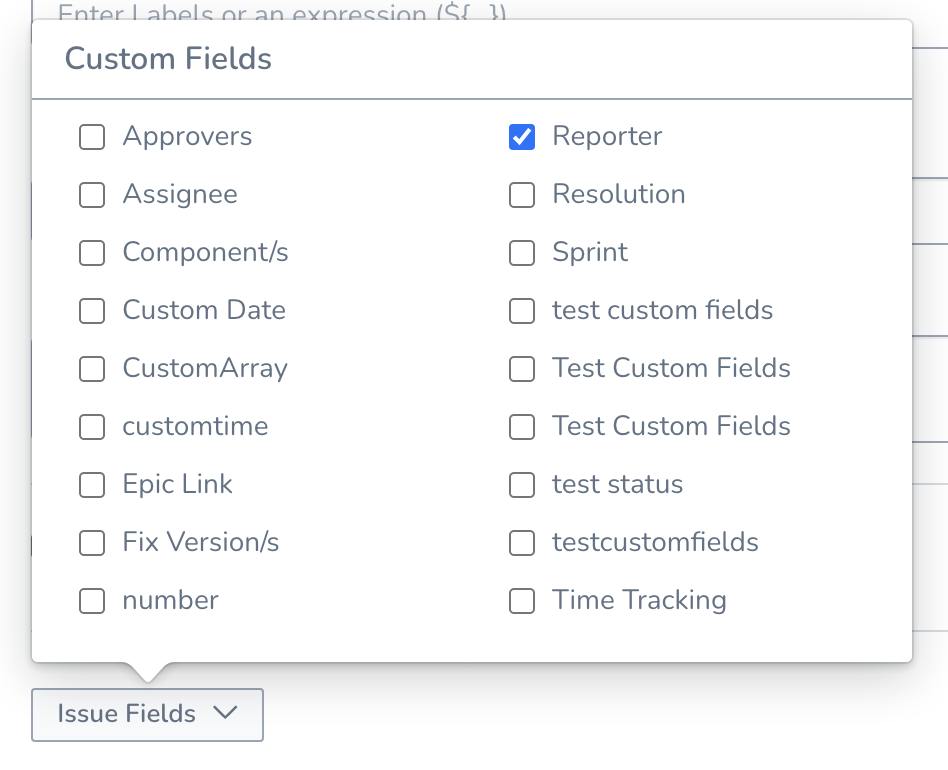 Enter Labels or an expression (${...})
Custom Fields
Approvers
Assignee
Component/s
Custom Date
CustomArray
customtime
Epic Link
Fix Version/s
number
Reporter
Resolution
Sprint
test custom fields
Test Custom Fields
Test Custom Fields
test status
testcustomfields
Time Tracking
Issue Fields